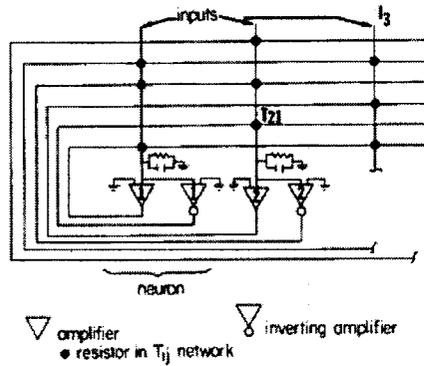 inputs
I3
T21
neuron
amplifier
inverting amplifier
resistor in Tij network